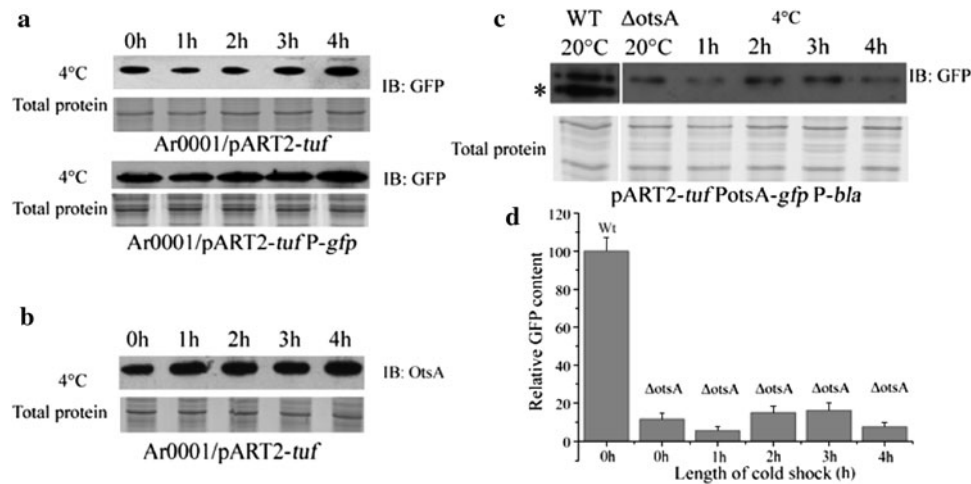 a
0h 1h 2h 3h 4h
4°C
IB: GFP
Total protein
Ar0001/pART2-tuf
4°C
IB: GFP
Total protein
Ar0001/pART2-tuf P-gfp
b
0h 1h 2h 3h 4h
4°C
IB: OtsA
Total protein
Ar0001/pART2-tuf
c
WT ΔotsA 4°C
20°C 20°C 1h 2h 3h 4h
*
IB: GFP
Total protein
pART2-tuf PotsA-gfp P-bla
d
Relative GFP content
120
100
80
60
40
20
0
Wt
ΔotsA ΔotsA ΔotsA ΔotsA ΔotsA
0h 0h 1h 2h 3h 4h
Length of cold shock (h)